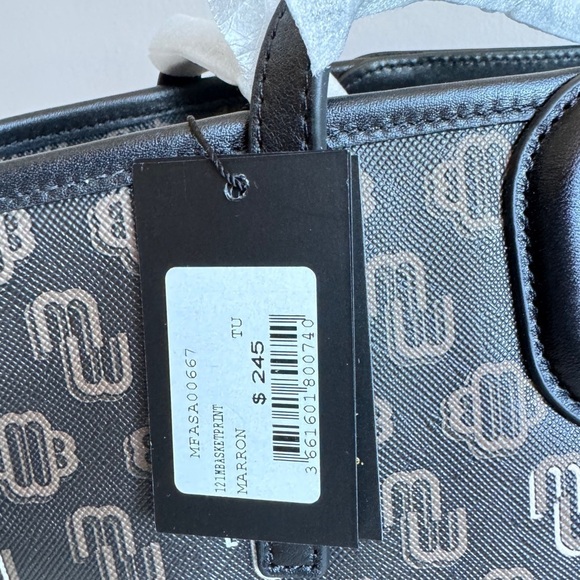 MFASA00667
TU
121MBASKETPRINT
MARRON
$ 245
3661601800740